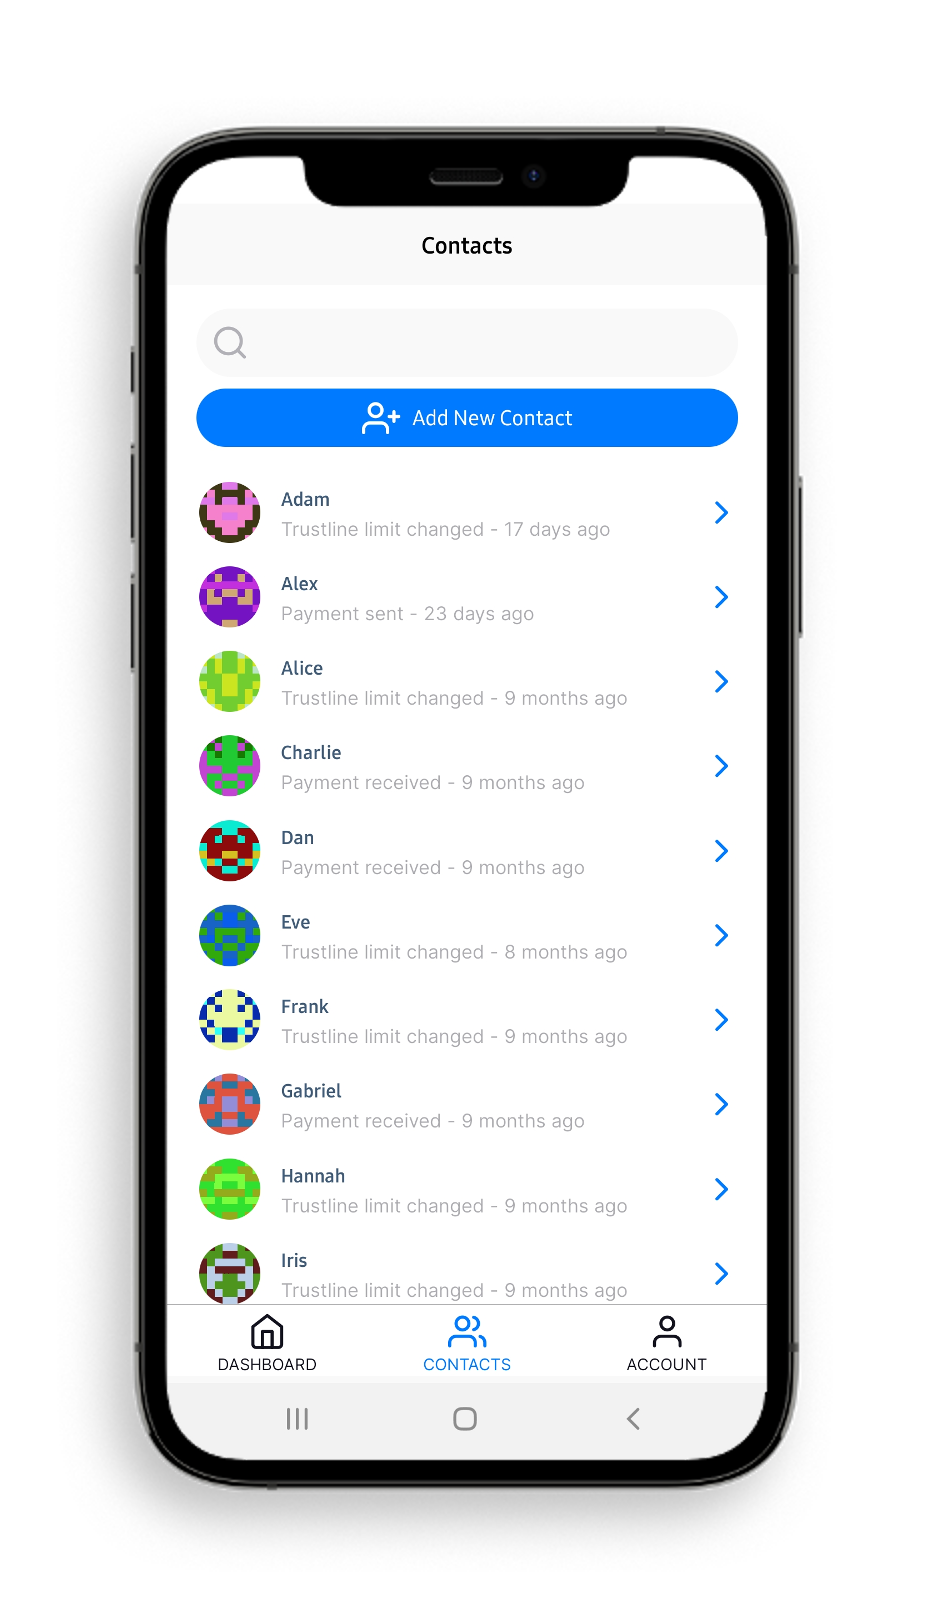 Contacts
Add New Contact
Adam
Trustline limit changed - 17 days ago
Alex
Payment sent - 23 days ago
Alice
Trustline limit changed - 9 months ago
Charlie
Payment received - 9 months ago
Dan
Payment received - 9 months ago
Eve
Trustline limit changed - 8 months ago
Frank
Trustline limit changed - 9 months ago
Gabriel
Payment received - 9 months ago
Hannah
Trustline limit changed - 9 months ago
Iris
Trustline limit changed - 9 months ago
DASHBOARD CONTACTS ACCOUNT